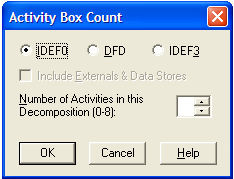 Activity Box Count
IDEF0 DFD IDEF3
Include Externals & Data Stores
Number of Activities in this
Decomposition (0-8):
OK Cancel Help